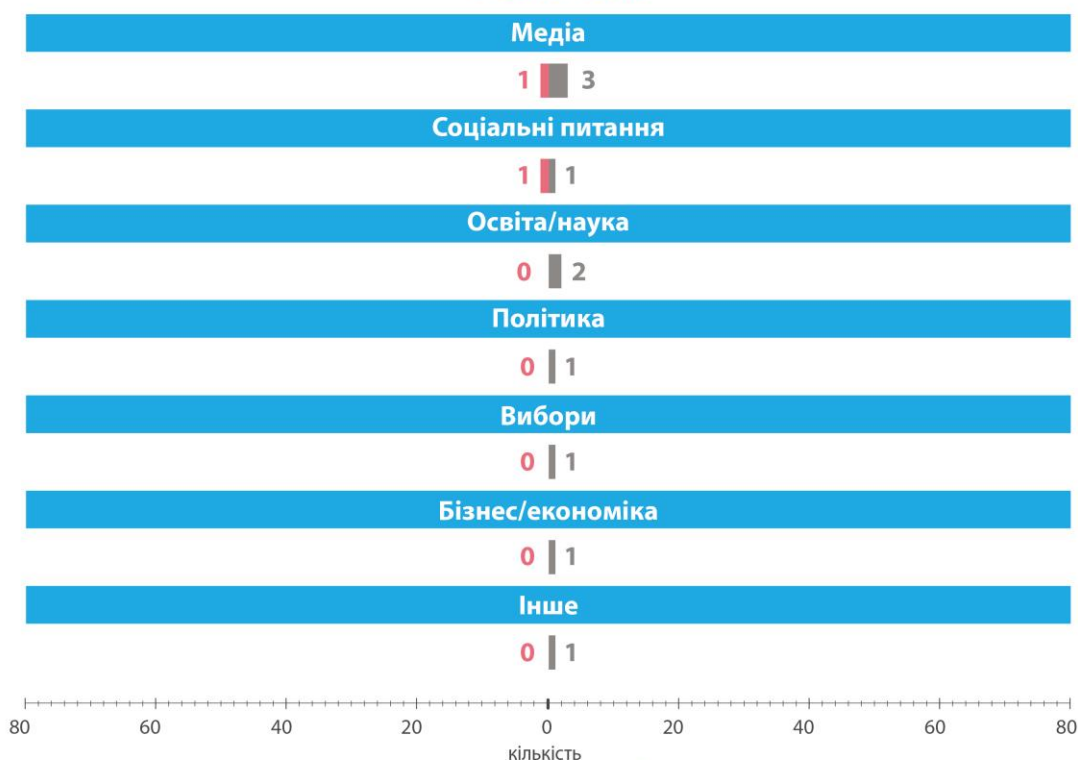 Медіа
1 3
Соціальні питання
1 1
Освіта/наука
0 2
Політика
0 1
Вибори
0 1
Бізнес/економіка
0 1
Інше
0 1
80 60 40 20 0 20 40 60 80
кількість